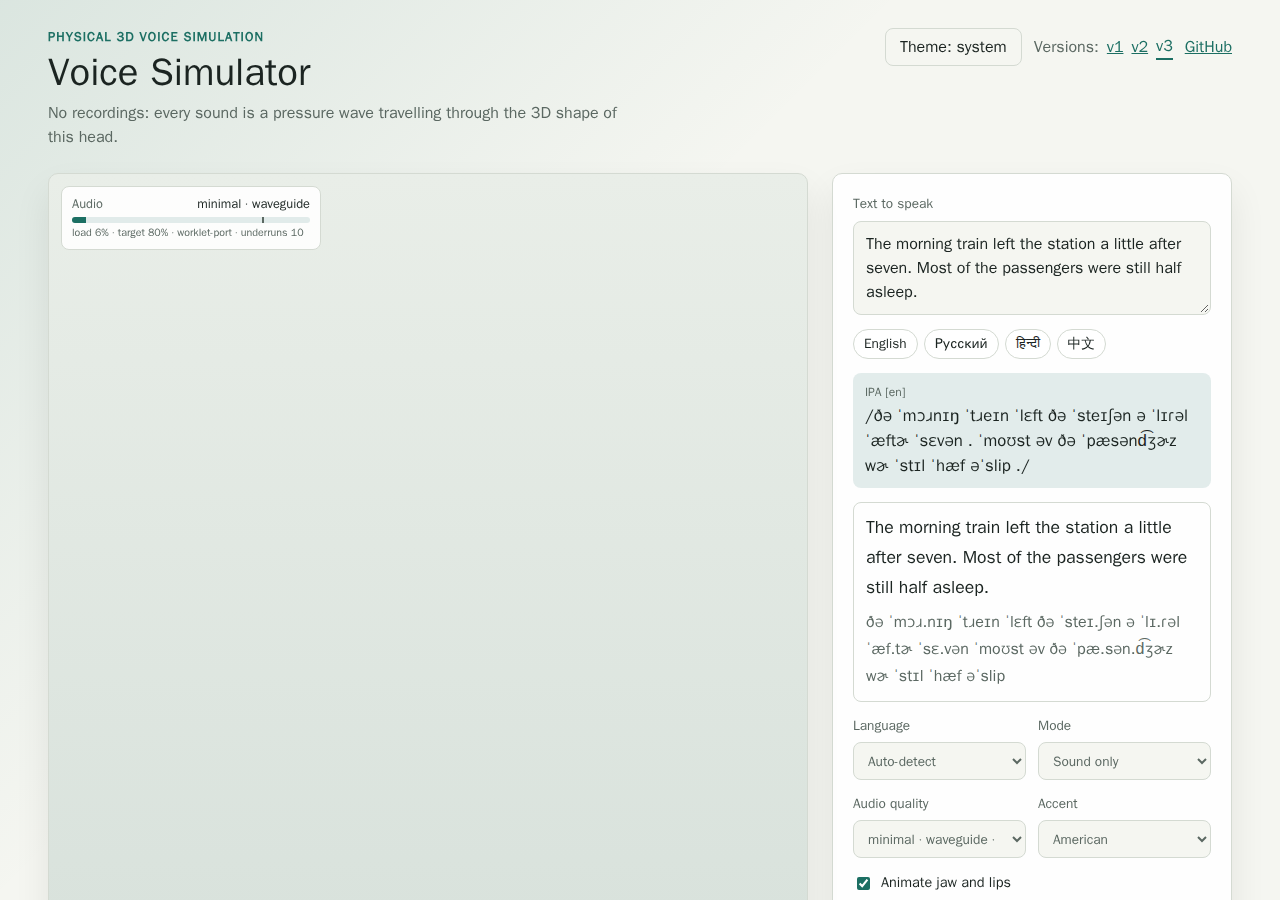 PHYSICAL 3D VOICE SIMULATION
Voice Simulator
No recordings: every sound is a pressure wave travelling through the 3D shape of
this head.
Theme: system
Versions: v1 v2 v3 GitHub
Audio minimal · waveguide
load 6% · target 80% · worklet-port · underruns 10
Text to speak
The morning train left the station a little after
seven. Most of the passengers were still half
asleep.
English Русский हिन्दी 中文
IPA [en]
/ðə ˈmɔɹnɪŋ ˈtɹeɪn ˈlɛft ðə ˈsteɪʃən ə ˈlɪɾəl
ˈæftɚ ˈsɛvən . ˈmoʊst əv ðə ˈpæsənd͡ʒɚz
wɚ ˈstɪl ˈhæf əˈslip ./
The morning train left the station a little
after seven. Most of the passengers were
still half asleep.
ðə ˈmɔɹ.nɪŋ ˈtɹeɪn ˈlɛft ðə ˈsteɪ.ʃən ə ˈlɪ.ɾəl
ˈæf.tɚ ˈsɛ.vən ˈmoʊst əv ðə ˈpæ.sən.d͡ʒɚz
wɚ ˈstɪl ˈhæf əˈslip
Language Mode
Auto-detect Sound only
Audio quality Accent
minimal · waveguide · American
Animate jaw and lips